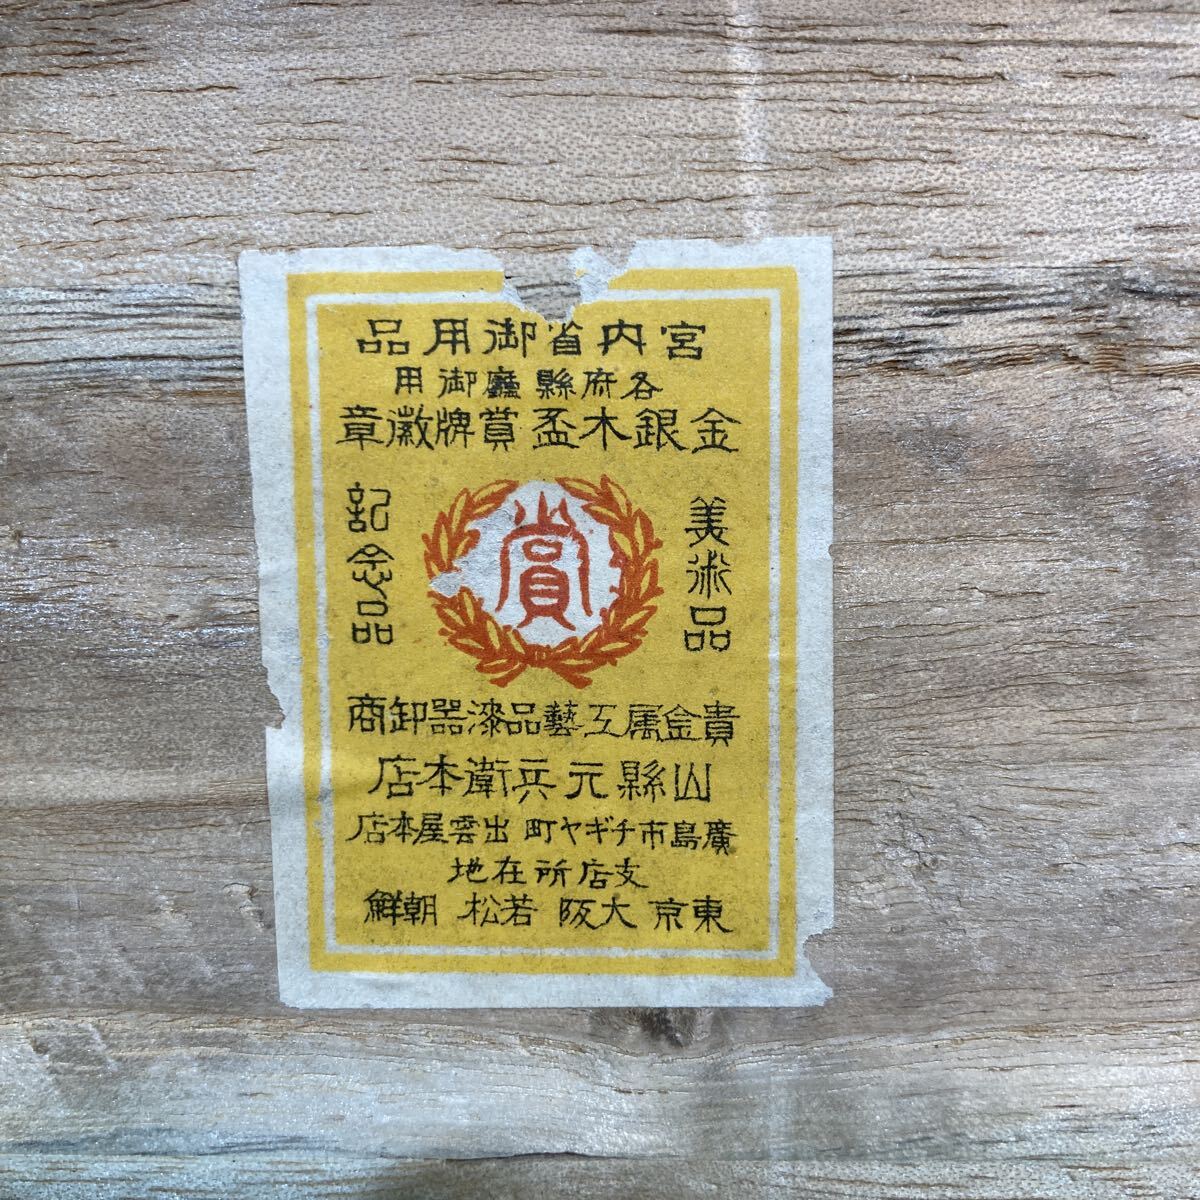 宮内省御用品
各府縣廳御用
金銀木盃賞牌徽章
美術品
賞
記念品
貴金属工藝品漆器卸商
山縣元兵衛本店
廣島市チギヤ町 出雲屋本店
支店所在地
東京 大阪 若松 朝鮮